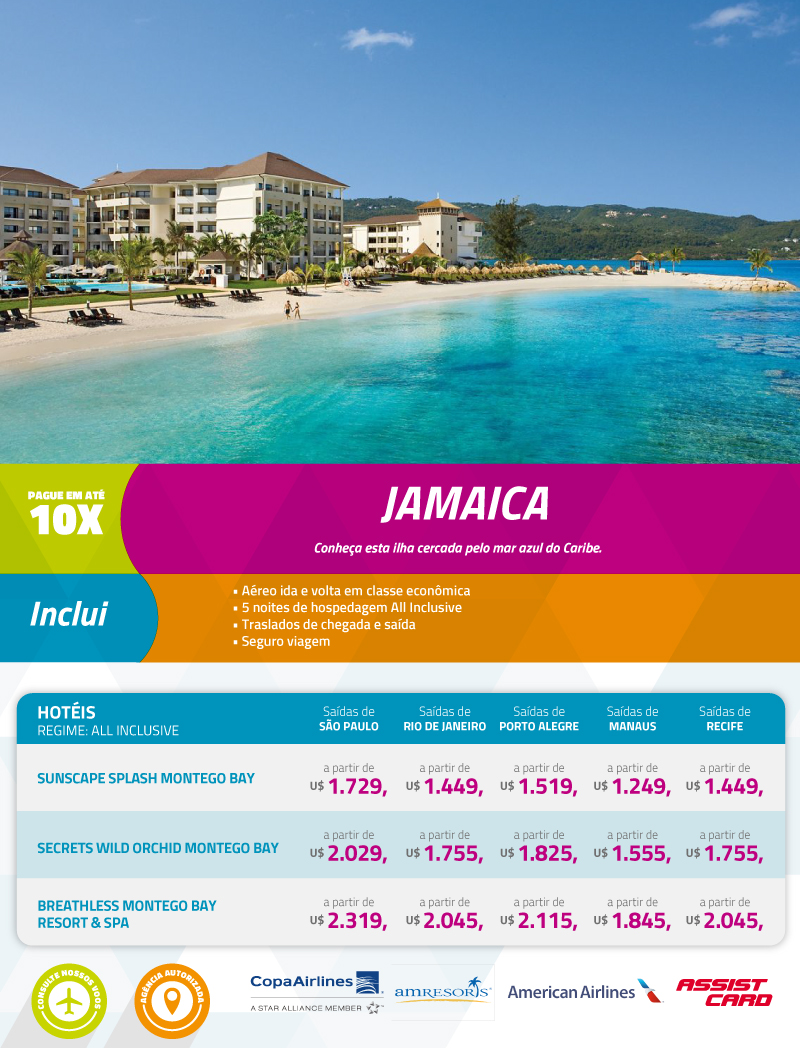 PAGUE EM ATÉ
10X
JAMAICA
Conheça esta ilha cercada pelo mar azul do Caribe.
Inclui
• Aéreo ida e volta em classe econômica
• 5 noites de hospedagem All Inclusive
• Traslados de chegada e saída
• Seguro viagem
HOTÉIS
REGIME: ALL INCLUSIVE
Saídas de
SÃO PAULO
Saídas de
RIO DE JANEIRO
Saídas de
PORTO ALEGRE
Saídas de
MANAUS
Saídas de
RECIFE
SUNSCAPE SPLASH MONTEGO BAY
a partir de
U$ 1.729,
a partir de
U$ 1.449,
a partir de
U$ 1.519,
a partir de
U$ 1.249,
a partir de
U$ 1.449,
SECRETS WILD ORCHID MONTEGO BAY
a partir de
U$ 2.029,
a partir de
U$ 1.755,
a partir de
U$ 1.825,
a partir de
U$ 1.555,
a partir de
U$ 1.755,
BREATHLESS MONTEGO BAY
RESORT & SPA
a partir de
U$ 2.319,
a partir de
U$ 2.045,
a partir de
U$ 2.115,
a partir de
U$ 1.845,
a partir de
U$ 2.045,
CONSULTE NOSSOS VOOS
AGÊNCIA AUTORIZADA
CopaAirlines
A STAR ALLIANCE MEMBER
AMRESORTS
American Airlines
ASSIST
CARD